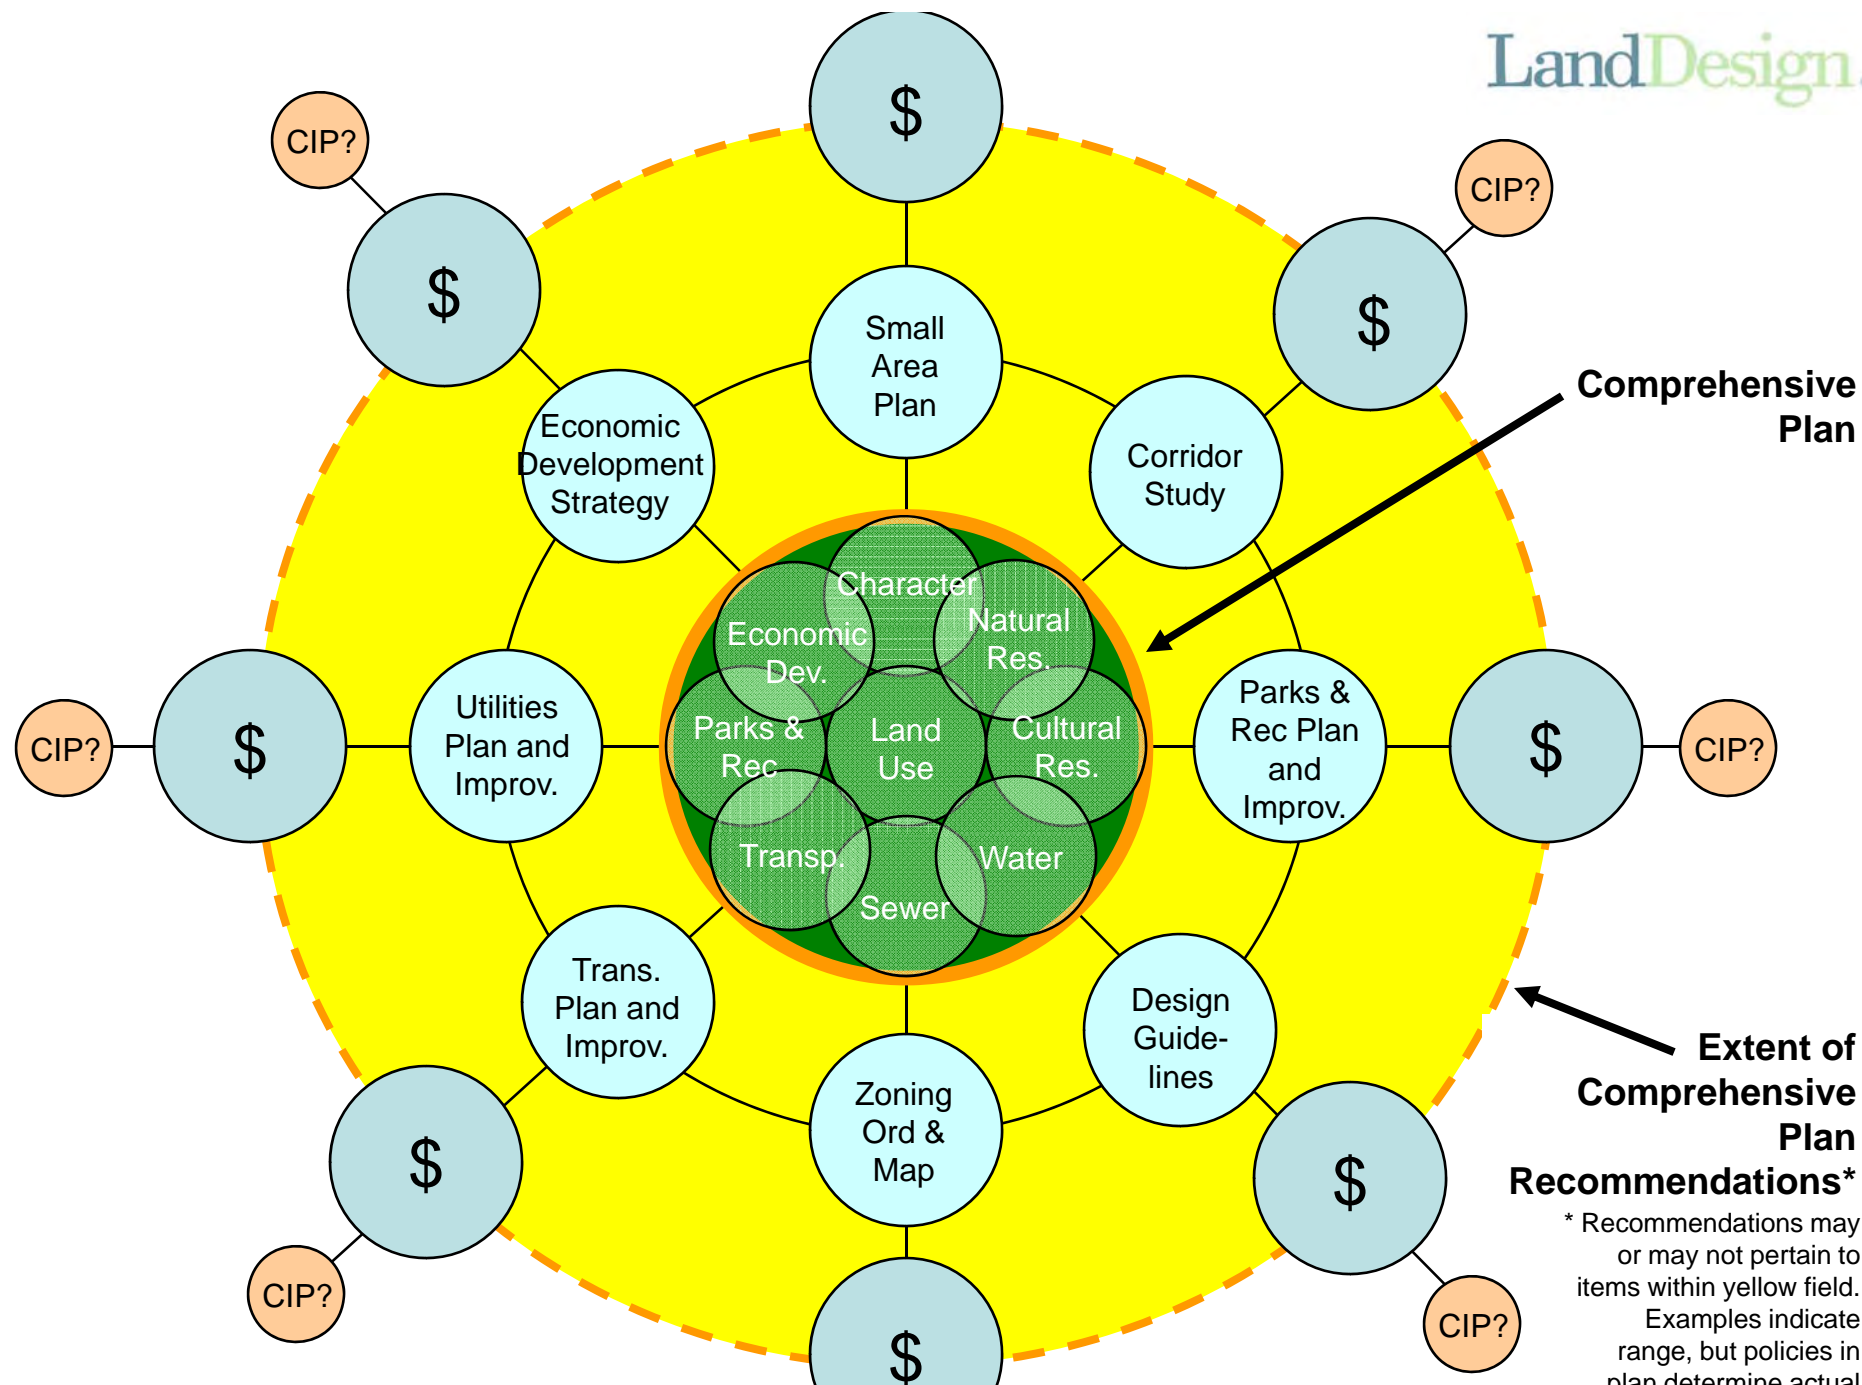 LandDesign.
$
CIP?
CIP?
$
$
Small
Area
Plan
Comprehensive
Plan
Economic
Development
Strategy
Corridor
Study
Character
Natural
Res.
Economic
Dev.
Utilities
Plan and
Improv.
Parks &
Rec
Land
Use
Cultural
Res.
Parks &
Rec Plan
and
Improv.
CIP?
$
$
CIP?
Transp.
Water
Sewer
Trans.
Plan and
Improv.
Design
Guide-
lines
Zoning
Ord &
Map
Extent of
Comprehensive
Plan
Recommendations*
$
$
* Recommendations may
or may not pertain to
items within yellow field.
Examples indicate
range, but policies in
plan determine actual
CIP?
CIP?
$